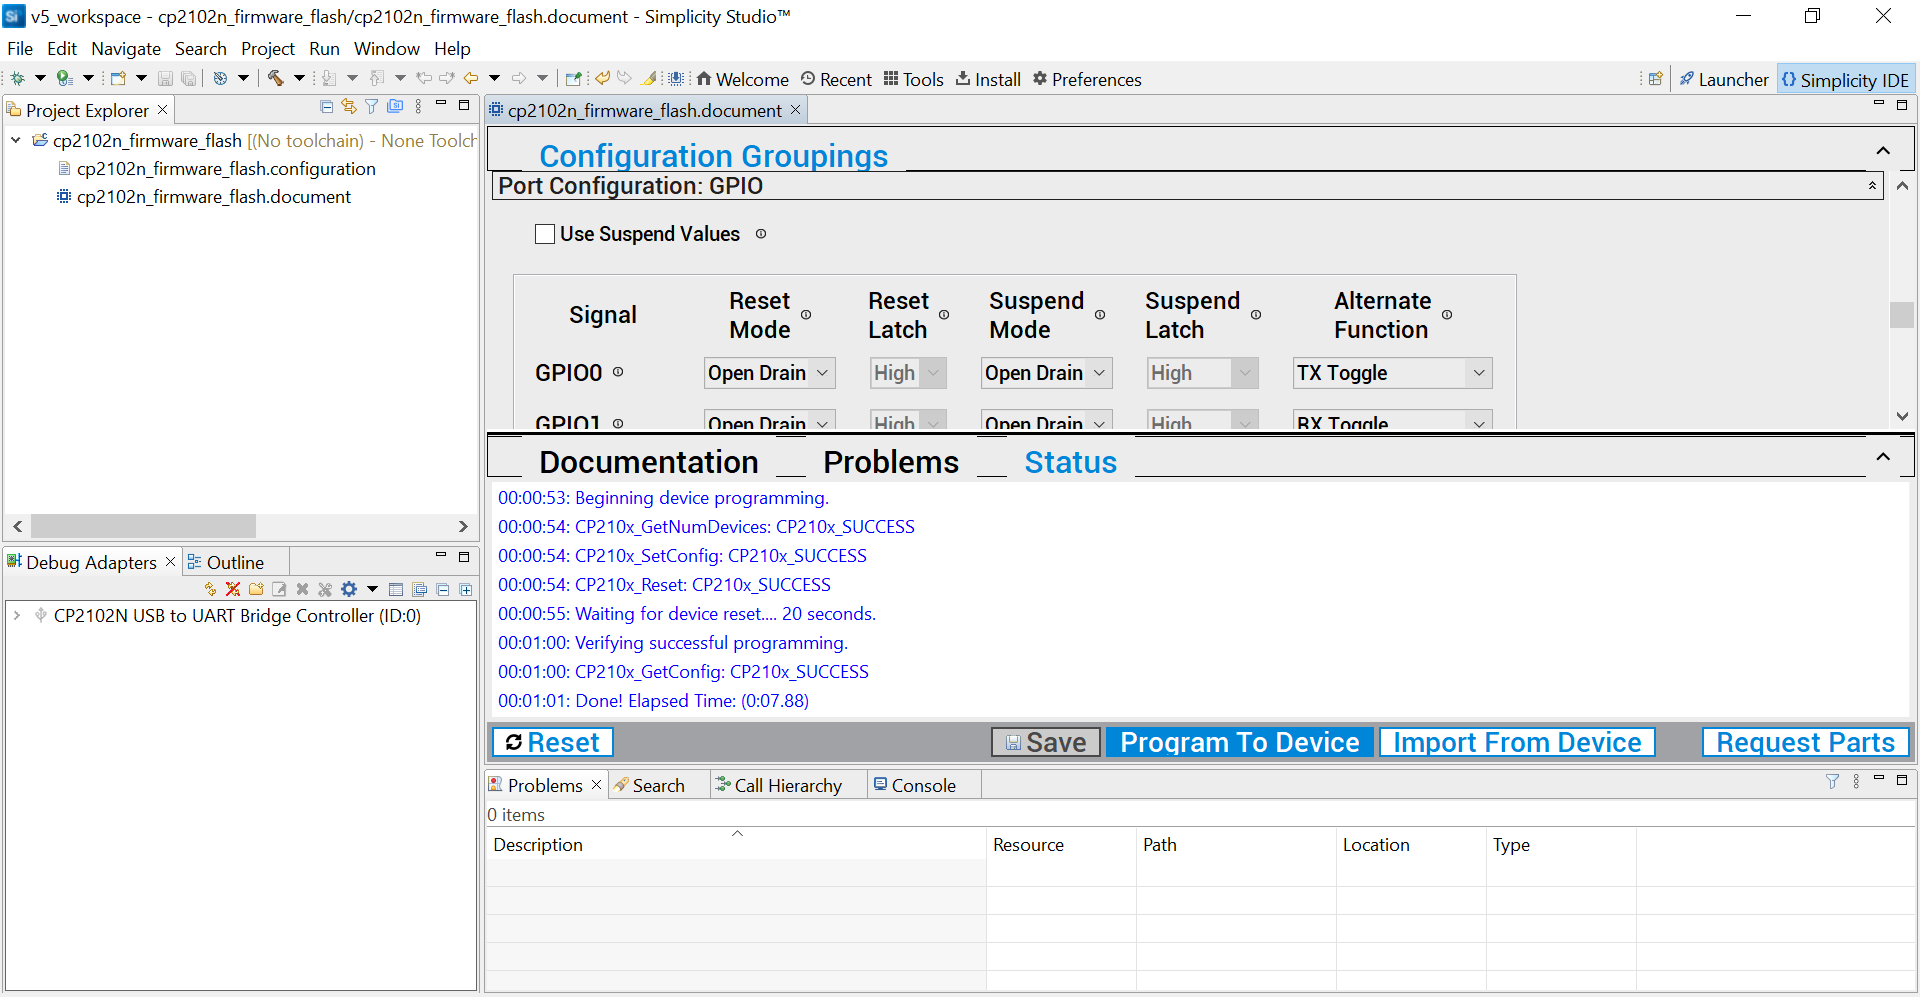 v5_workspace - cp2102n_firmware_flash/cp2102n_firmware_flash.document - Simplicity Studio™
File Edit Navigate Search Project Run Window Help
Welcome Recent Tools Install Preferences Launcher {} Simplicity IDE
Project Explorer
cp2102n_firmware_flash [(No toolchain) - None Toolch
cp2102n_firmware_flash.configuration
cp2102n_firmware_flash.document
cp2102n_firmware_flash.document
Configuration Groupings
Port Configuration: GPIO
Use Suspend Values
Signal Reset Mode Reset Latch Suspend Mode Suspend Latch Alternate Function
GPIO0 Open Drain High Open Drain High TX Toggle
GPIO1 Open Drain High Open Drain High RX Toggle
Documentation Problems Status
00:00:53: Beginning device programming.
00:00:54: CP210x_GetNumDevices: CP210x_SUCCESS
00:00:54: CP210x_SetConfig: CP210x_SUCCESS
00:00:54: CP210x_Reset: CP210x_SUCCESS
00:00:55: Waiting for device reset.... 20 seconds.
00:01:00: Verifying successful programming.
00:01:00: CP210x_GetConfig: CP210x_SUCCESS
00:01:01: Done! Elapsed Time: (0:07.88)
Reset Save Program To Device Import From Device Request Parts
Debug Adapters Outline
CP2102N USB to UART Bridge Controller (ID:0)
Problems Search Call Hierarchy Console
0 items
Description Resource Path Location Type